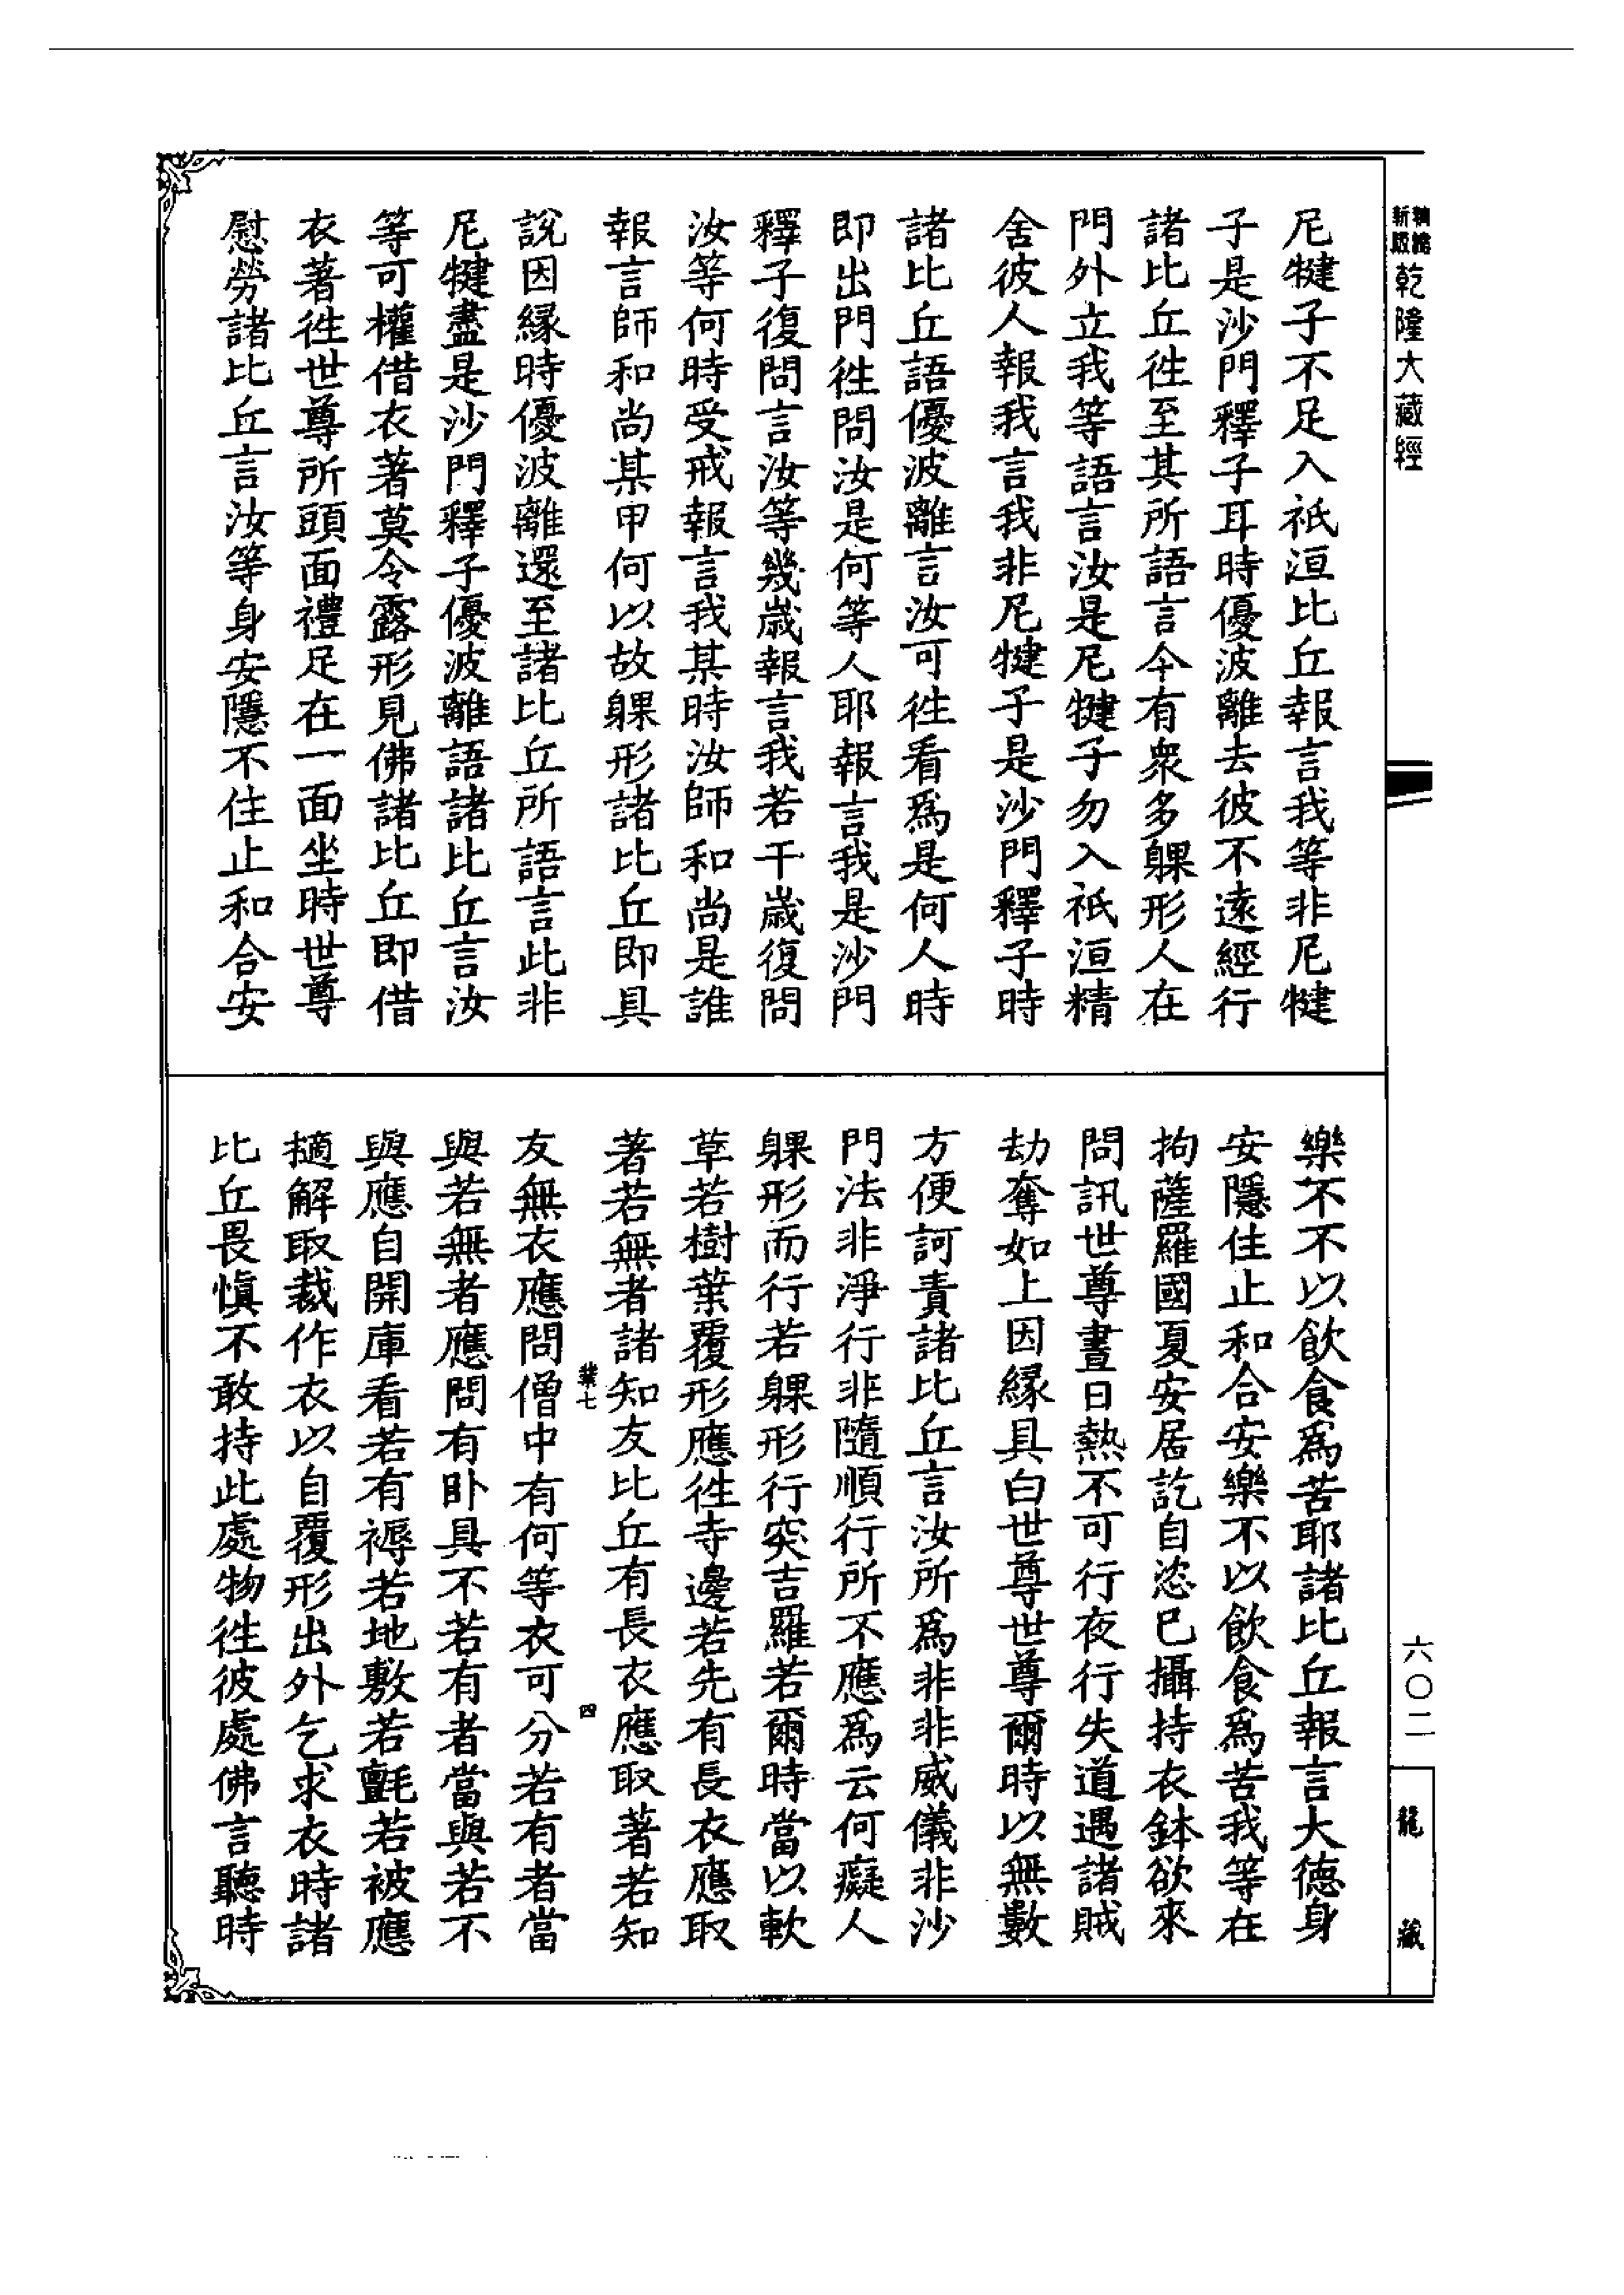 新版
乾隆大藏經
尼犍子不足入祇洹比丘報言我等非尼犍
子是沙門釋子耳時優波離去彼不遠經行
諸比丘徃至其所語言今有衆多躶形人在
門外立我等語言汝是尼犍子勿入祇洹精
舍彼人報我言我非尼犍子是沙門釋子時
諸比丘語優波離言汝可徃看爲是何人時
即出門徃問汝是何等人耶報言我是沙門
釋子復問言汝等幾歲報言我若干歲復問
汝等何時受戒報言我某時汝師和尚是誰
報言師和尚某甲何以故躶形諸比丘即具
說因緣時優波離還至諸比丘所語言此非
尼犍盡是沙門釋子優波離語諸比丘言汝
等可權借衣著莫令露形見佛諸比丘即借
衣著徃世尊所頭面禮足在一面坐時世尊
慰勞諸比丘言汝等身安隱不住止和合安
樂不不以飲食爲苦耶諸比丘報言大德身
安隱住止和合安樂不以飲食爲苦我等在
拘薩羅國夏安居訖自恣已攝持衣鉢欲來
問訊世尊晝日熱不可行夜行失道遇諸賊
劫奪如上因緣具白世尊世尊爾時以無數
方便訶責諸比丘言汝所爲非非威儀非沙
門法非淨行非隨順行所不應爲云何癡人
躶形而行若躶形行突吉羅若爾時當以軟
草若樹葉覆形應徃寺邊若先有長衣應取
著若無者諸知友比丘有長衣應取著若知
業七
四
友無衣應問僧中有何等衣可分若有者當
與若無者應問有卧具不若有者當與若不
與應自開庫看若有褥若地敷若氈若被應
擿解取裁作衣以自覆形出外乞求衣時諸
比丘畏慎不敢持此處物徃彼處佛言聽時
六〇二
龍藏